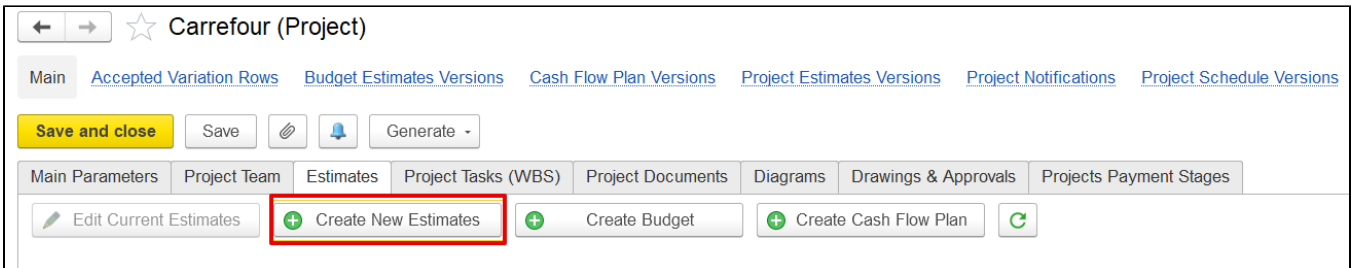 Carrefour (Project)
Main Accepted Variation Rows Budget Estimates Versions Cash Flow Plan Versions Project Estimates Versions Project Notifications Project Schedule Versions
Save and close Save Generate
Main Parameters Project Team Estimates Project Tasks (WBS) Project Documents Diagrams Drawings & Approvals Projects Payment Stages
Edit Current Estimates Create New Estimates Create Budget Create Cash Flow Plan